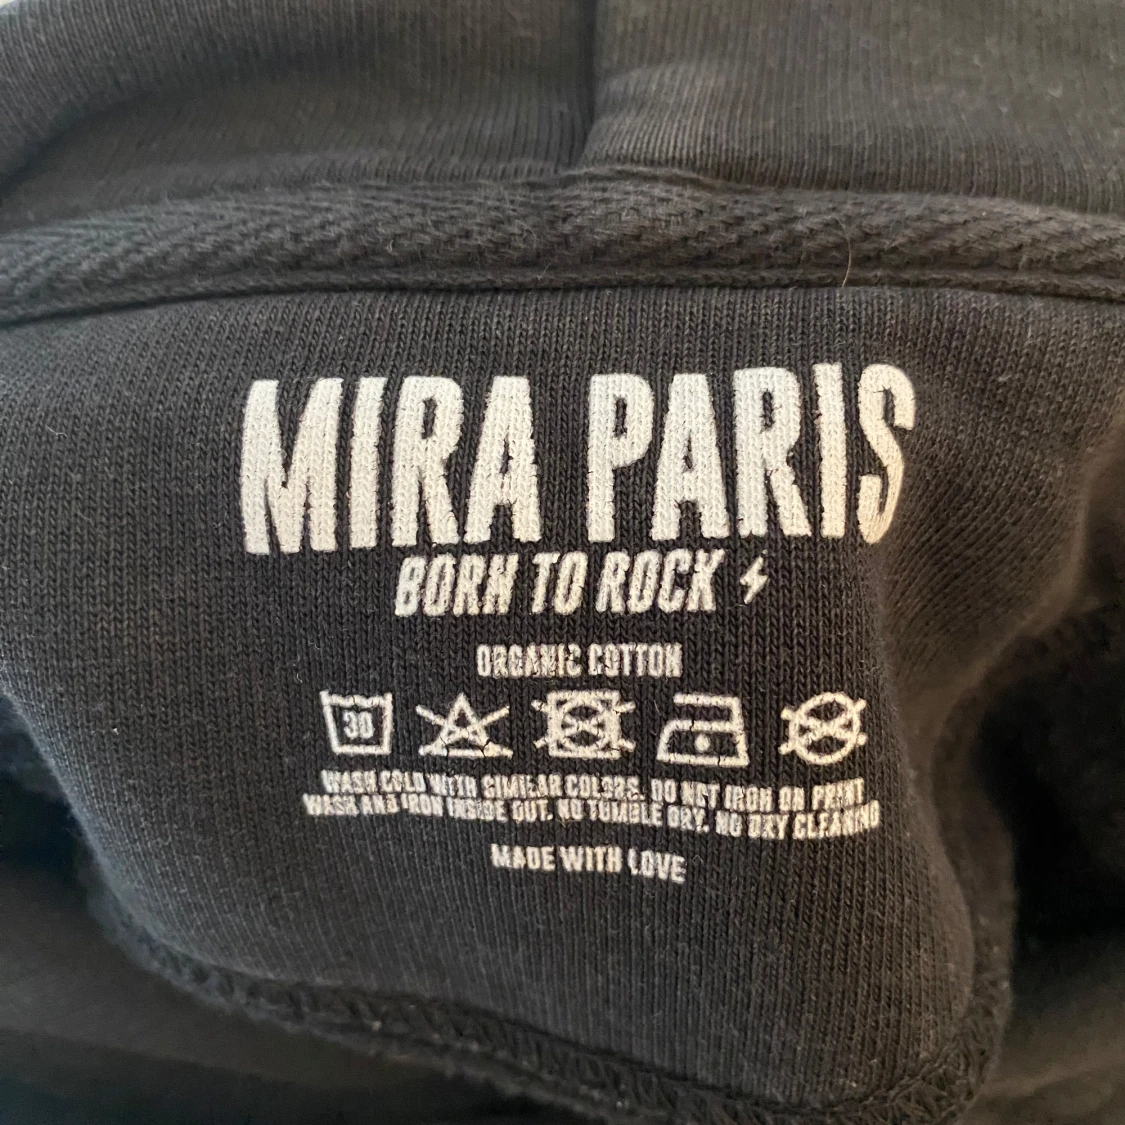 MIRA PARIS
BORN TO ROCK
ORGANIC COTTON
30
WASH COLD WITH SIMILAR COLORS. DO NOT IRON ON PRINT
WASH AND IRON INSIDE OUT. NO TUMBLE DRY. NO DRY CLEANING
MADE WITH LOVE